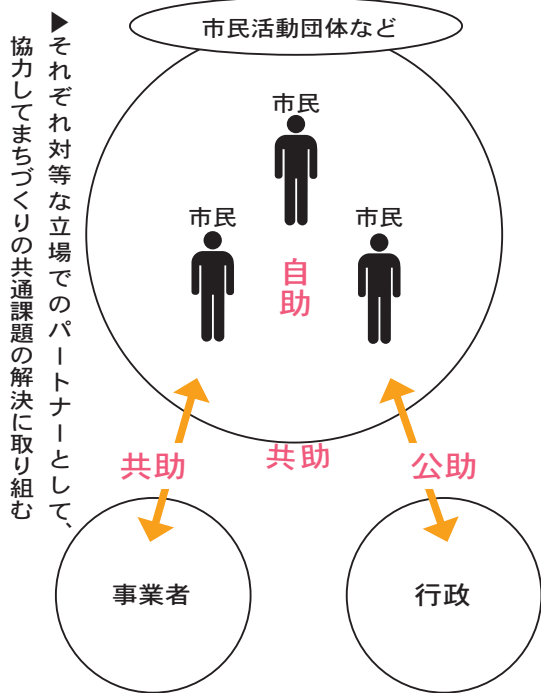 ▶それぞれ対等な立場でのパートナーとして、
協力してまちづくりの共通課題の解決に取り組む
市民活動団体など
市民
市民
市民
自助
共助
共助
公助
事業者
行政